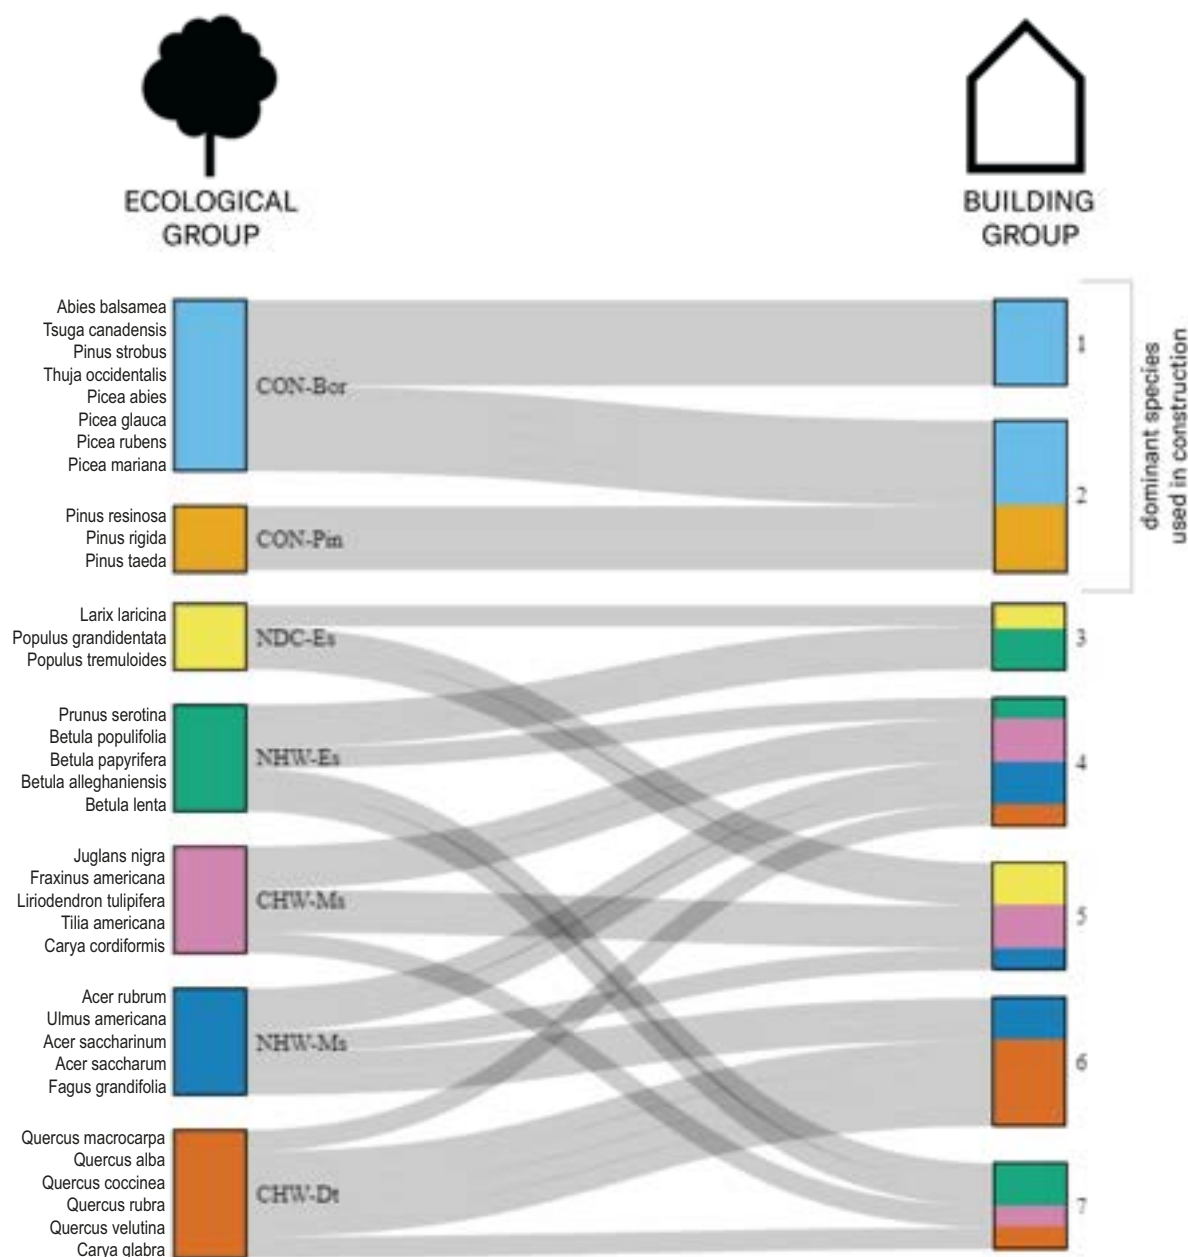 ECOLOGICAL
GROUP
BUILDING
GROUP
Abies balsamea
Tsuga canadensis
Pinus strobus
Thuja occidentalis
Picea abies
Picea glauca
Picea rubens
Picea mariana
CON-Bor
Pinus resinosa
Pinus rigida
Pinus taeda
CON-Pin
Larix laricina
Populus grandidentata
Populus tremuloides
NDC-Es
Prunus serotina
Betula populifolia
Betula papyrifera
Betula alleghaniensis
Betula lenta
NHW-Es
Juglans nigra
Fraxinus americana
Liriodendron tulipifera
Tilia americana
Carya cordiformis
CHW-Ms
Acer rubrum
Ulmus americana
Acer saccharinum
Acer saccharum
Fagus grandifolia
NHW-Ms
Quercus macrocarpa
Quercus alba
Quercus coccinea
Quercus rubra
Quercus velutina
Carya glabra
CHW-Dt
1
2
3
4
5
6
7
dominant species
used in construction